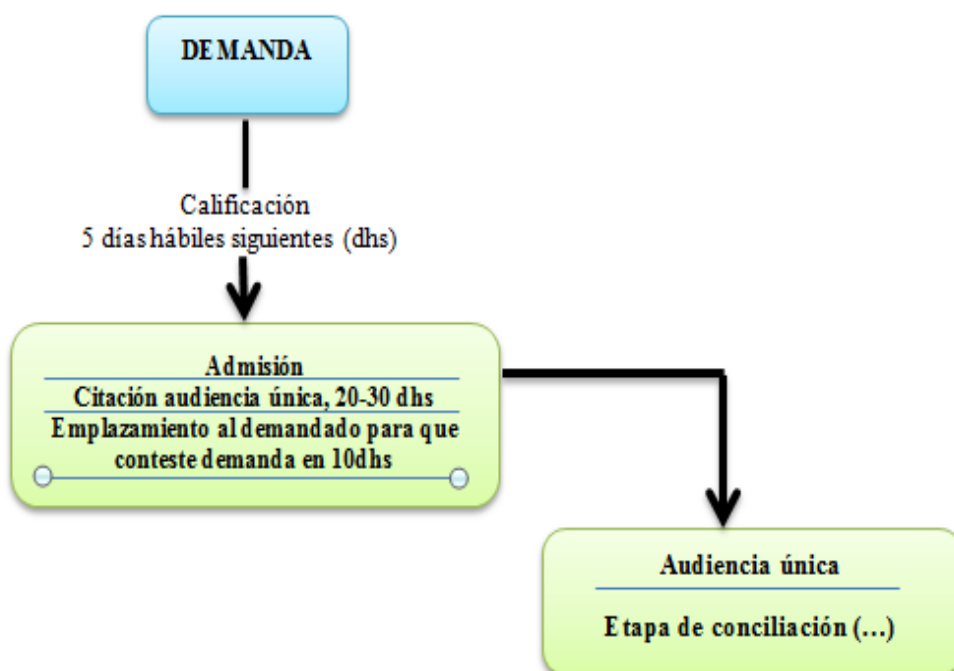 DEMANDA
Calificación
5 días hábiles siguientes (dhs)
Admisión
Citación audiencia única, 20-30 dhs
Emplazamiento al demandado para que
conteste demanda en 10dhs
Audiencia única
Etapa de conciliación (...)